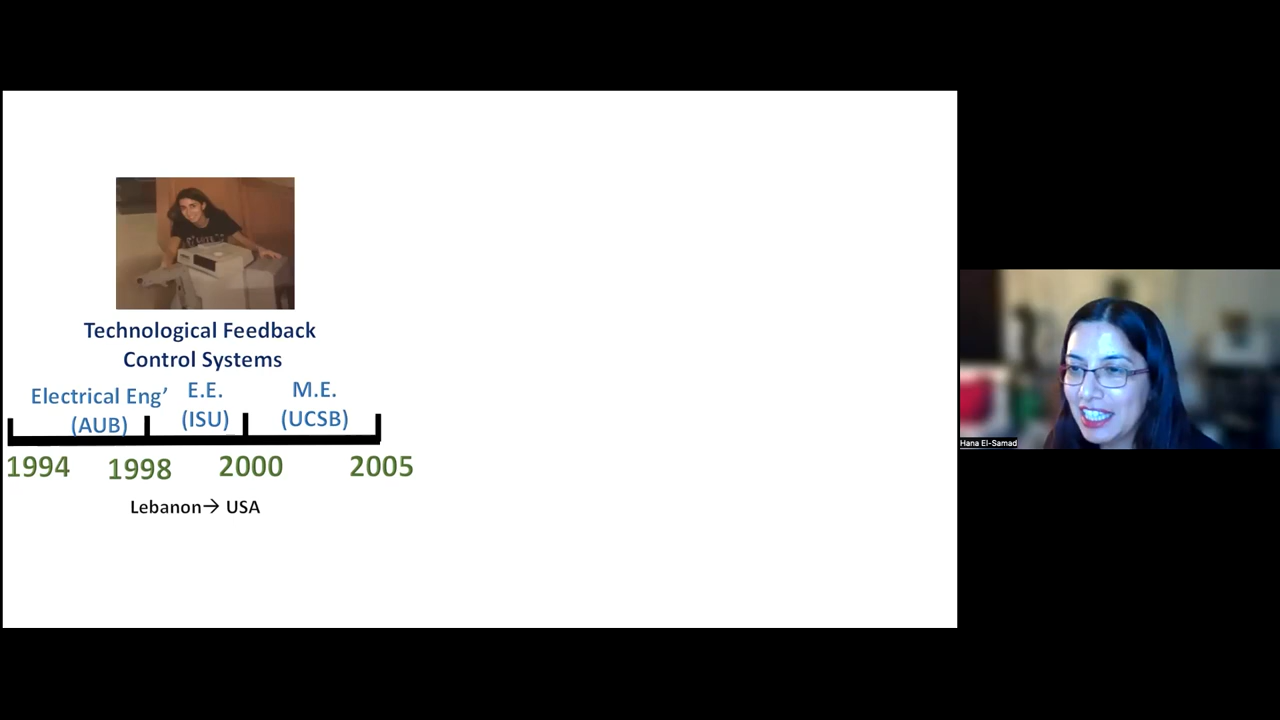 Technological Feedback
Control Systems
Electrical Eng’
(AUB)
E.E.
(ISU)
M.E.
(UCSB)
1994 1998 2000 2005
Lebanon→ USA
Hana El-Samad